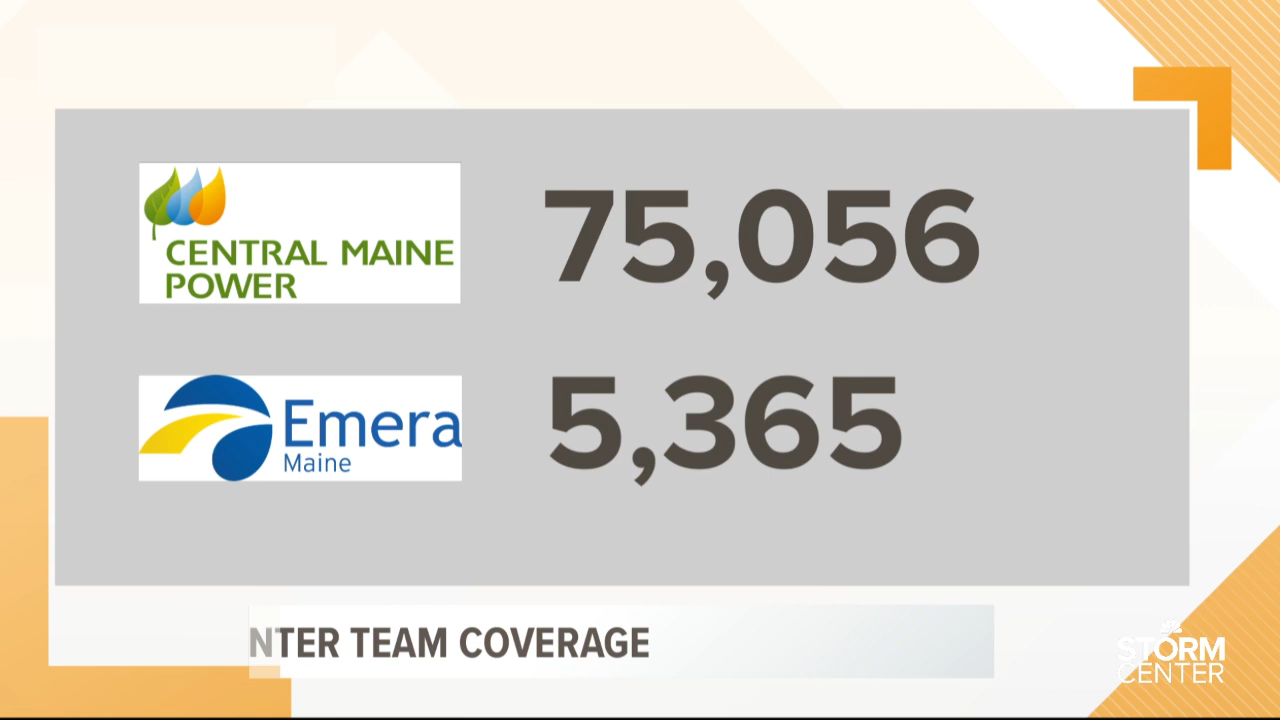 CENTRAL MAINE
POWER
75,056
Emera
Maine
5,365
NTER TEAM COVERAGE
STORM
CENTER